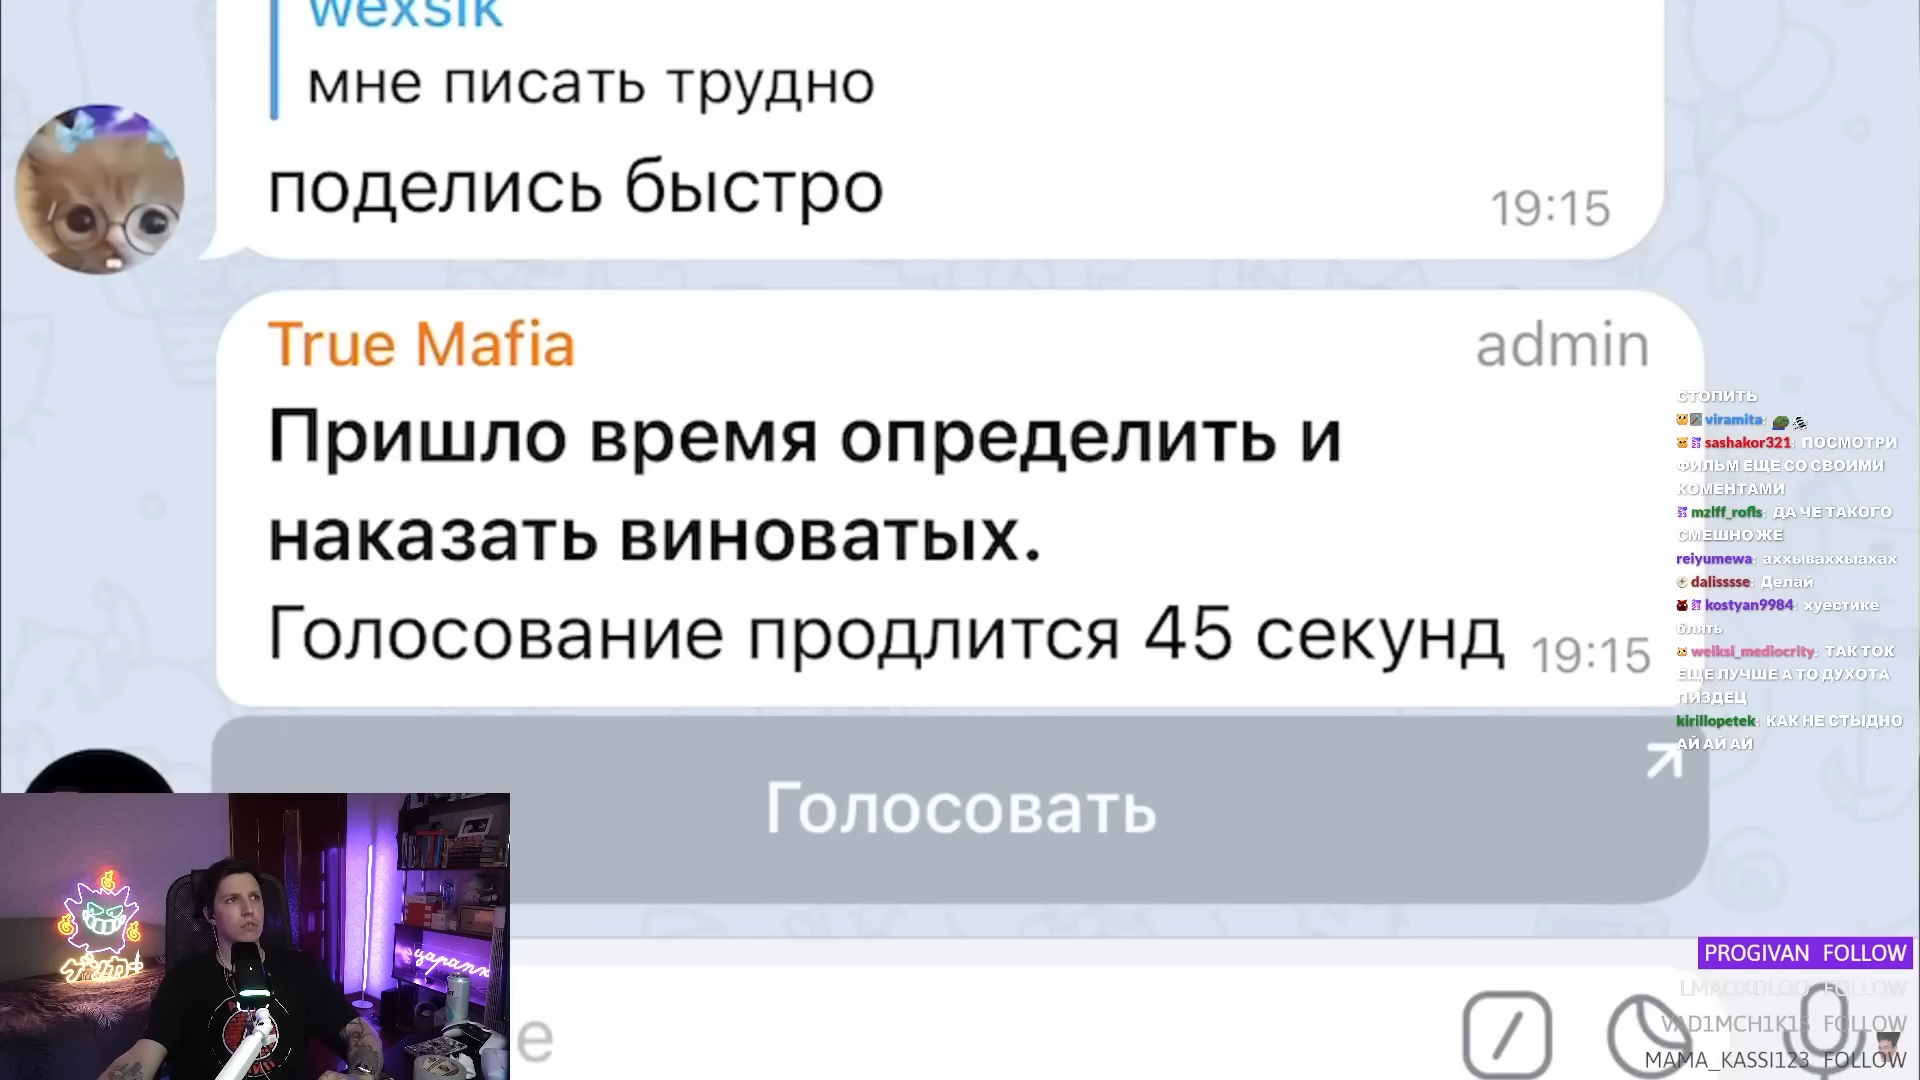 wexsik
мне писать трудно
поделись быстро
19:15
True Mafia
admin
Пришло время определить и
наказать виноватых.
Голосование продлится 45 секунд
19:15
Голосовать
СТОПИТЬ
viramita:
sashakor321: ПОСМОТРИ
ФИЛЬМ ЕЩЕ СО СВОИМИ
КОМЕНТАМИ
mzlff_rofls: ДА ЧЕ ТАКОГО
СМЕШНО ЖЕ
reiyumewa: аххываххыахах
dalisssse: Делай
kostyan9984: хуестике
блять
weiksi_mediocrity: ТАК ТОК
ЕЩЕ ЛУЧШЕ А ТО ДУХОТА
ПИЗДЕЦ
kirillopetek: КАК НЕ СТЫДНО
АЙ АЙ АЙ
PROGIVAN FOLLOW
LMAOXDLOO FOLLOW
FOLLOW
MAMA_KASSI123 FOLLOW
е
царапк